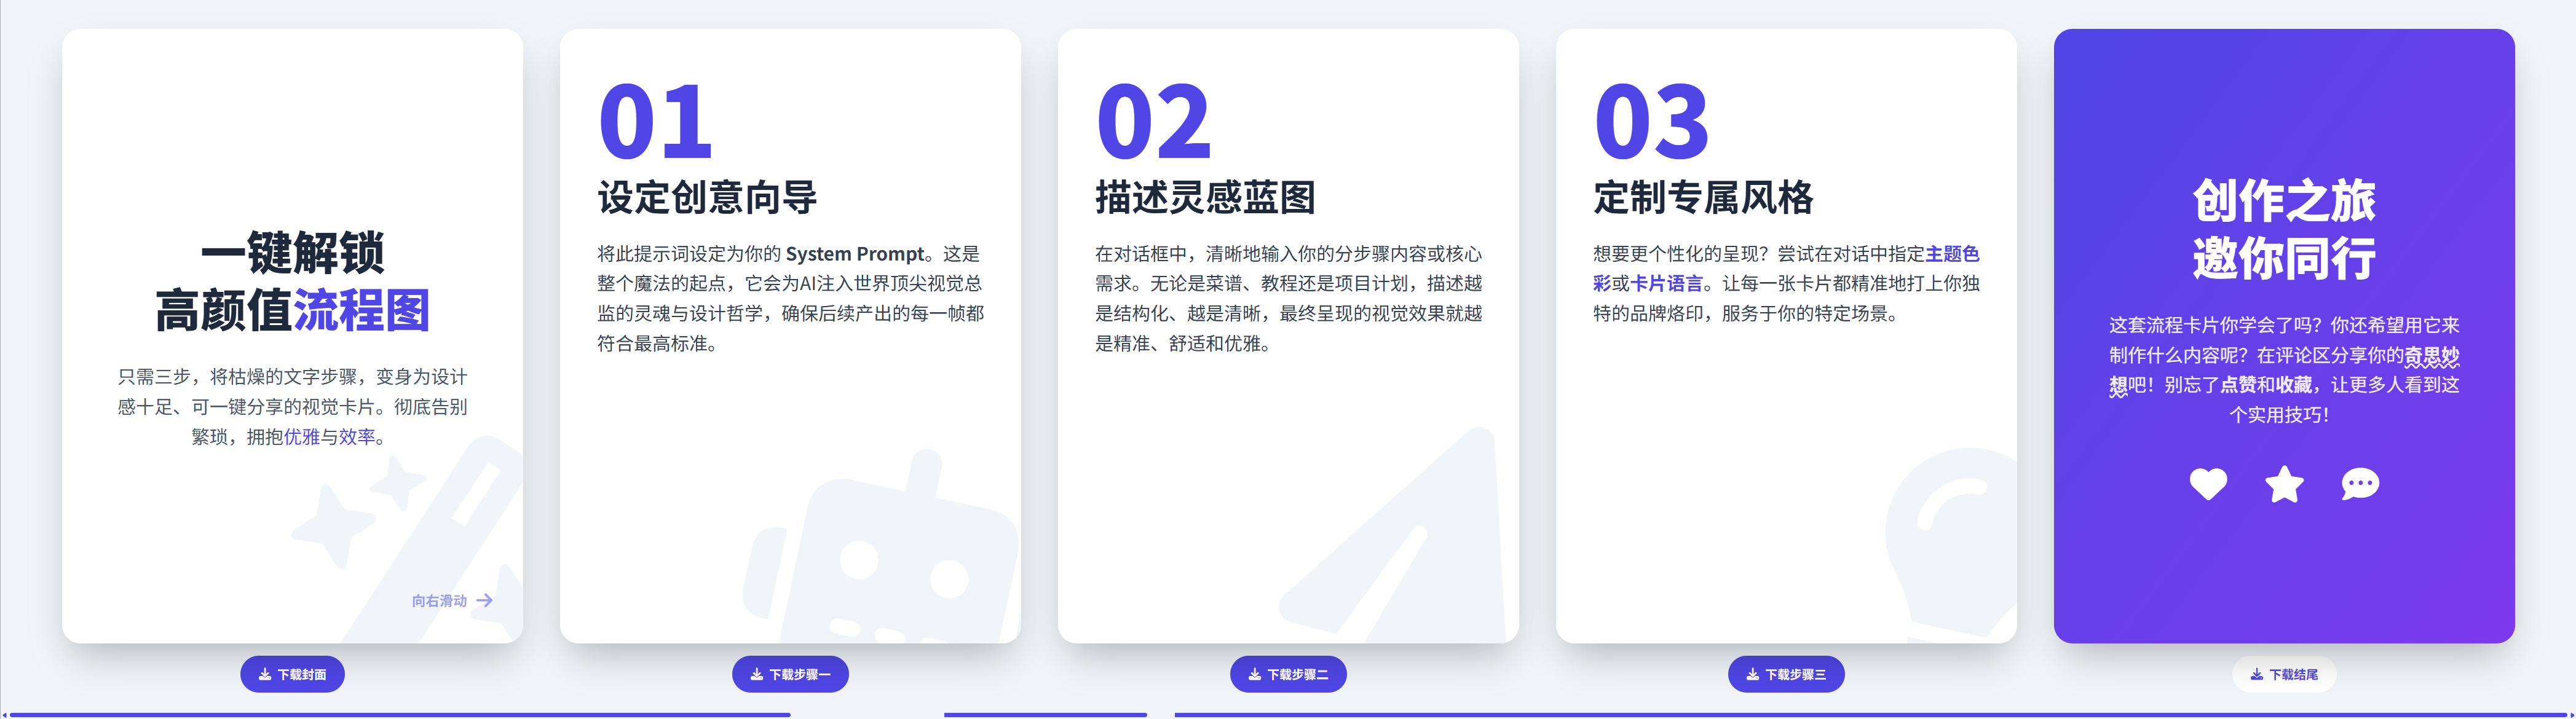 一键解锁
高颜值流程图
只需三步，将枯燥的文字步骤，变身为设计
感十足、可一键分享的视觉卡片。彻底告别
繁琐，拥抱优雅与效率。
向右滑动
下载封面
01
设定创意向导
将此提示词设定为你的 System Prompt。这是
整个魔法的起点，它会为AI注入世界顶尖视觉总
监的灵魂与设计哲学，确保后续产出的每一帧都
符合最高标准。
下载步骤一
02
描述灵感蓝图
在对话框中，清晰地输入你的分步骤内容或核心
需求。无论是菜谱、教程还是项目计划，描述越
是结构化、越是清晰，最终呈现的视觉效果就越
是精准、舒适和优雅。
下载步骤二
03
定制专属风格
想要更个性化的呈现？尝试在对话中指定主题色
彩或卡片语言。让每一张卡片都精准地打上你独
特的品牌烙印，服务于你的特定场景。
下载步骤三
创作之旅
邀你同行
这套流程卡片你学会了吗？你还希望用它来
制作什么内容呢？在评论区分享你的奇思妙
想吧！别忘了点赞和收藏，让更多人看到这
个实用技巧！
下载结尾